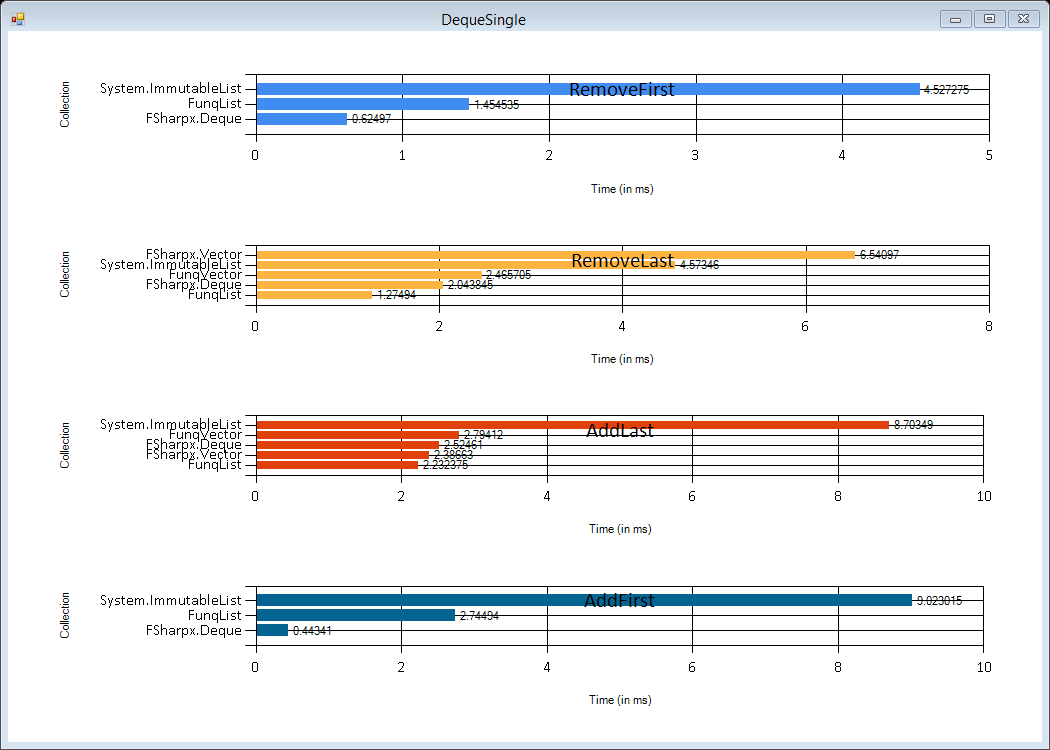 DequeSingle
RemoveFirst
Collection
System.ImmutableList 4.527275
FunqList 1.454535
FSharpx.Deque 0.62497
0 1 2 3 4 5
Time (in ms)
RemoveLast
Collection
FSharpx.Vector 6.54097
System.ImmutableList 4.57346
FunqVector 2.465705
FSharpx.Deque 2.043845
FunqList 1.27494
0 2 4 6 8
Time (in ms)
AddLast
Collection
System.ImmutableList 8.70349
FunqVector 2.79412
FSharpx.Deque 2.52461
FSharpx.Vector 2.38663
FunqList 2.232375
0 2 4 6 8 10
Time (in ms)
AddFirst
Collection
System.ImmutableList 9.023015
FunqList 2.74494
FSharpx.Deque 0.44341
0 2 4 6 8 10
Time (in ms)